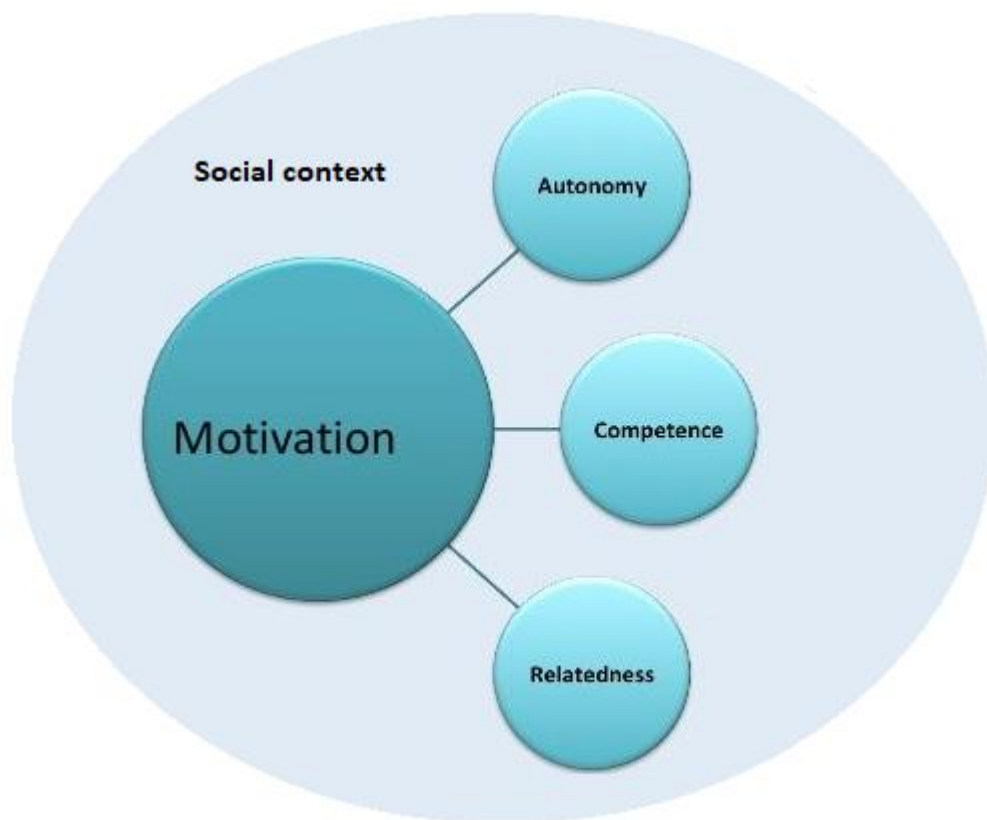 Social context
Autonomy
Motivation
Competence
Relatedness